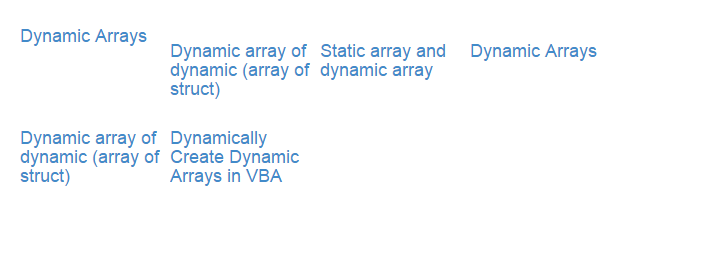 Dynamic Arrays
Dynamic array of
dynamic (array of
struct)
Static array and
dynamic array
Dynamic Arrays
Dynamic array of
dynamic (array of
struct)
Dynamically
Create Dynamic
Arrays in VBA